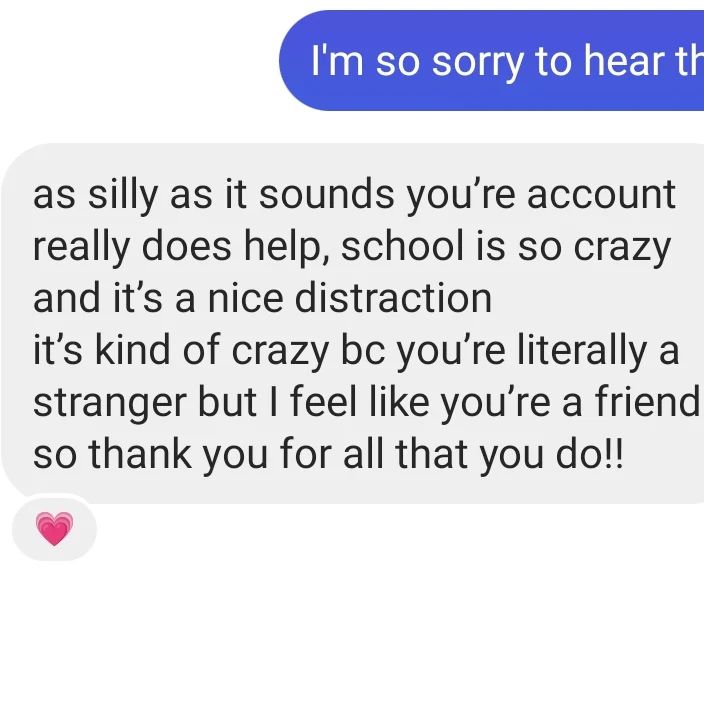 I'm so sorry to hear
as silly as it sounds you’re account
really does help, school is so crazy
and it’s a nice distraction
it’s kind of crazy bc you’re literally a
stranger but I feel like you’re a friend
so thank you for all that you do!!